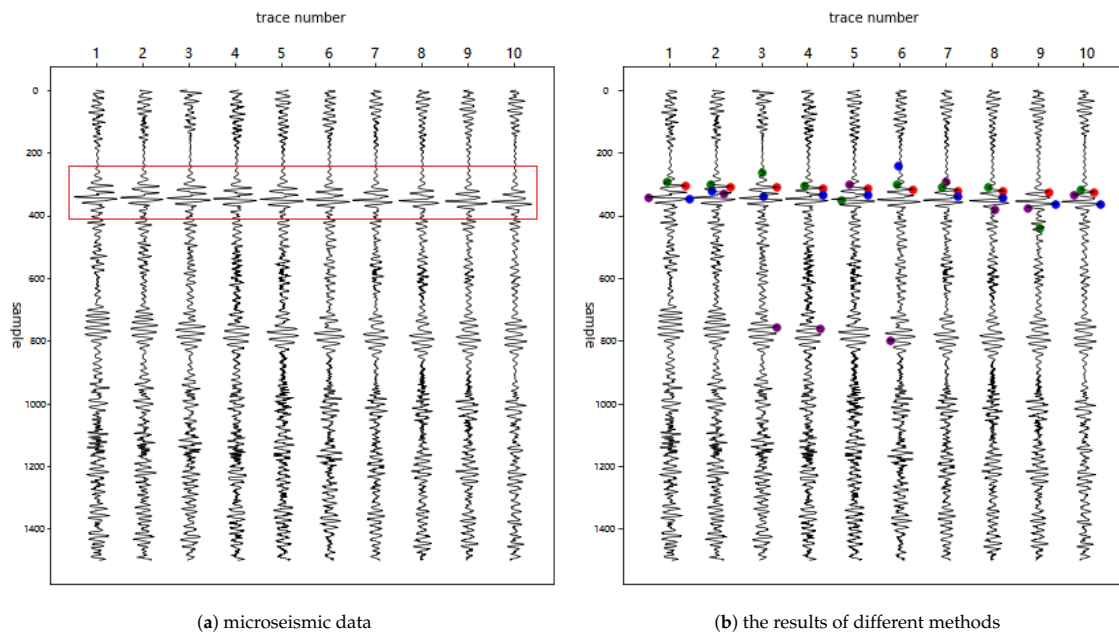 trace number
1 2 3 4 5 6 7 8 9 10
0
200
400
600
800
1000
1200
1400
sample
(a) microseismic data
trace number
1 2 3 4 5 6 7 8 9 10
0
200
400
600
800
1000
1200
1400
sample
(b) the results of different methods